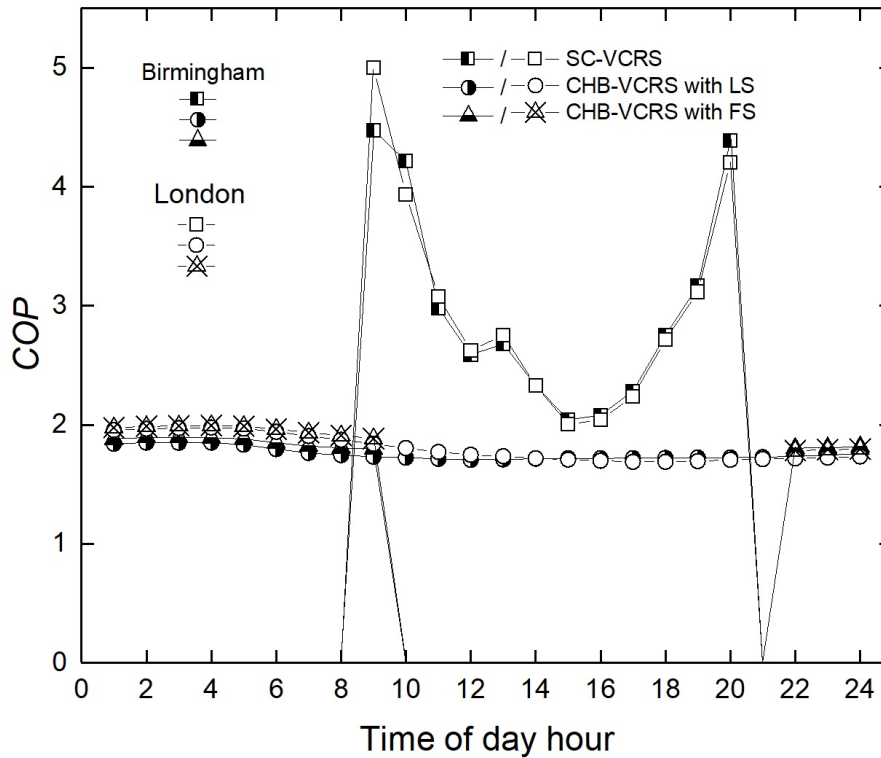 Birmingham
London
/ SC-VCRS
/ CHB-VCRS with LS
/ CHB-VCRS with FS
COP
5
4
3
2
1
0
0 2 4 6 8 10 12 14 16 18 20 22 24
Time of day hour